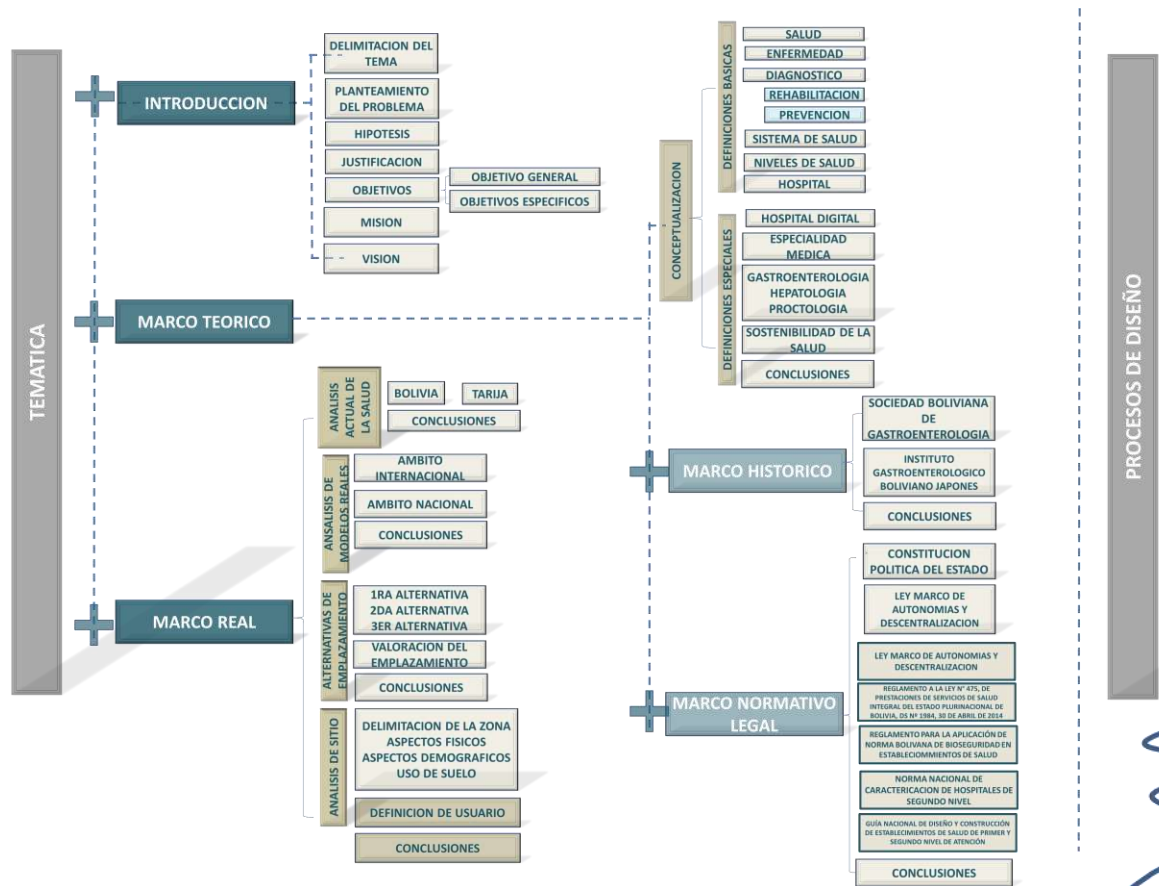 TEMATICA
INTRODUCCION
DELIMITACION DEL
TEMA
PLANTEAMIENTO
DEL PROBLEMA
HIPOTESIS
JUSTIFICACION
OBJETIVOS
OBJETIVO GENERAL
OBJETIVOS ESPECIFICOS
MISION
VISION
MARCO TEORICO
CONCEPTUALIZACION
DEFINICIONES BASICAS
SALUD
ENFERMEDAD
DIAGNOSTICO
REHABILITACION
PREVENCION
SISTEMA DE SALUD
NIVELES DE SALUD
HOSPITAL
DEFINICIONES ESPECIALES
HOSPITAL DIGITAL
ESPECIALIDAD
MEDICA
GASTROENTEROLOGIA
HEPATOLOGIA
PROCTOLOGIA
SOSTENIBILIDAD DE LA
SALUD
CONCLUSIONES
MARCO HISTORICO
SOCIEDAD BOLIVIANA
DE
GASTROENTEROLOGIA
INSTITUTO
GASTROENTEROLOGICO
BOLIVIANO JAPONES
CONCLUSIONES
MARCO NORMATIVO
LEGAL
CONSTITUCION
POLITICA DEL ESTADO
LEY MARCO DE
AUTONOMIAS Y
DESCENTRALIZACION
LEY MARCO DE AUTONOMIAS Y
DESCENTRALIZACION
REGLAMENTO A LA LEY N° 475, DE
PRESTACIONES DE SERVICIOS DE SALUD
INTEGRAL DEL ESTADO PLURINACIONAL DE
BOLIVIA, DS Nº 1984, 30 DE ABRIL DE 2014
REGLAMENTO PARA LA APLICACIÓN DE
NORMA BOLIVANA DE BIOSEGURIDAD EN
ESTABLECIOMMIENTOS DE SALUD
NORMA NACIONAL DE
CARACTERICACION DE HOSPITALES DE
SEGUNDO NIVEL
GUÍA NACIONAL DE DISEÑO Y CONSTRUCCIÓN
DE ESTABLECIMIENTOS DE SALUD DE PRIMER Y
SEGUNDO NIVEL DE ATENCIÓN
CONCLUSIONES
MARCO REAL
ANALISIS
ACTUAL DE
LA SALUD
BOLIVIA
TARIJA
CONCLUSIONES
ANSALISIS DE
MODELOS REALES
AMBITO
INTERNACIONAL
AMBITO NACIONAL
CONCLUSIONES
ALTERNATIVAS DE
EMPLAZAMIENTO
1RA ALTERNATIVA
2DA ALTERNATIVA
3ER ALTERNATIVA
VALORACION DEL
EMPLAZAMIENTO
CONCLUSIONES
ANALISIS DE SITIO
DELIMITACION DE LA ZONA
ASPECTOS FISICOS
ASPECTOS DEMOGRAFICOS
USO DE SUELO
DEFINICION DE USUARIO
CONCLUSIONES
PROCESOS DE DISEÑO